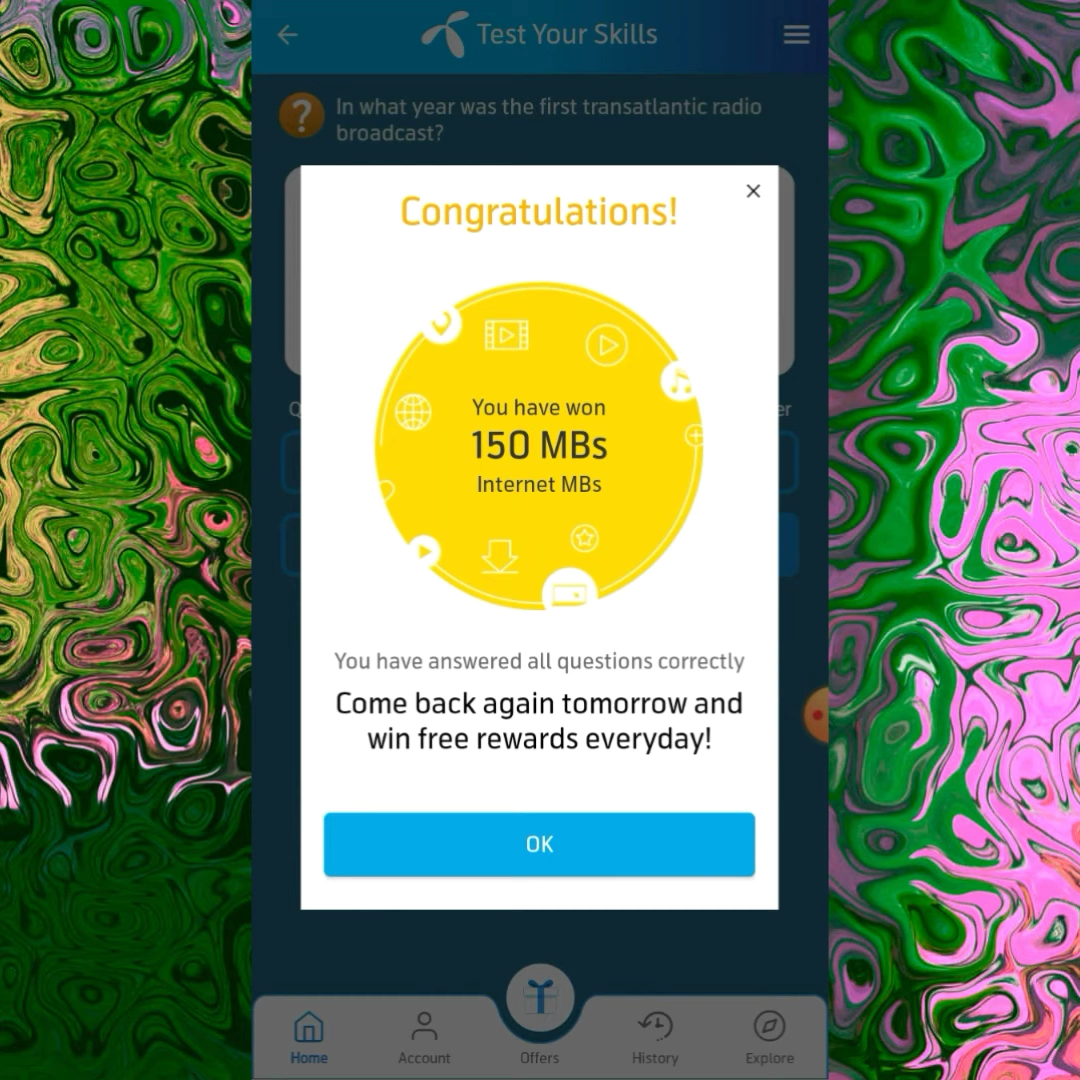 Test Your Skills
In what year was the first transatlantic radio
broadcast?
Congratulations!
You have won
150 MBs
Internet MBs
You have answered all questions correctly
Come back again tomorrow and
win free rewards everyday!
OK
Home
Account
Offers
History
Explore